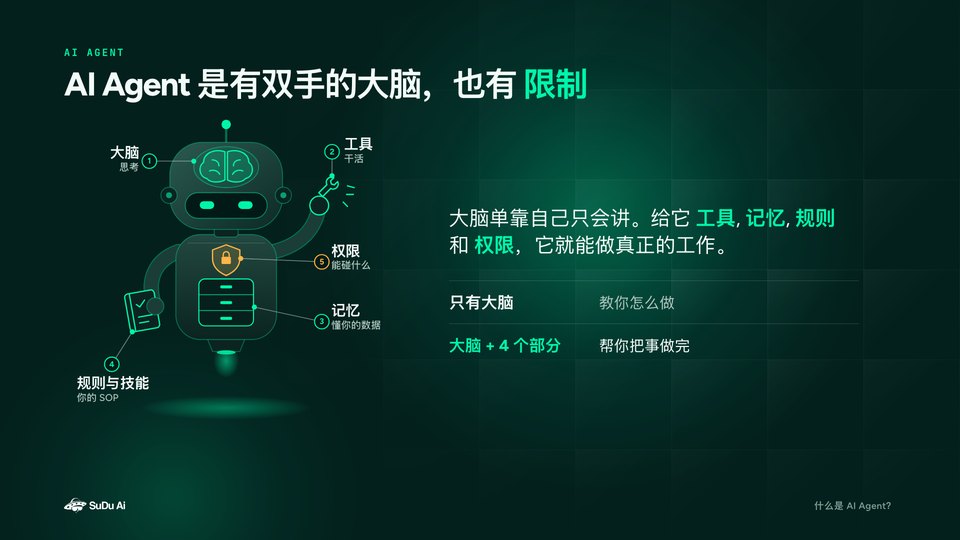 AI AGENT
AI Agent 是有双手的大脑，也有 限制
大脑
思考
1
2
工具
干活
权限
能碰什么
5
记忆
懂你的数据
3
4
规则与技能
你的 SOP
大脑单靠自己只会讲。给它 工具, 记忆, 规则
和 权限，它就能做真正的工作。
只有大脑 教你怎么做
大脑 + 4 个部分 帮你把事做完
SuDu Ai
什么是 AI Agent?